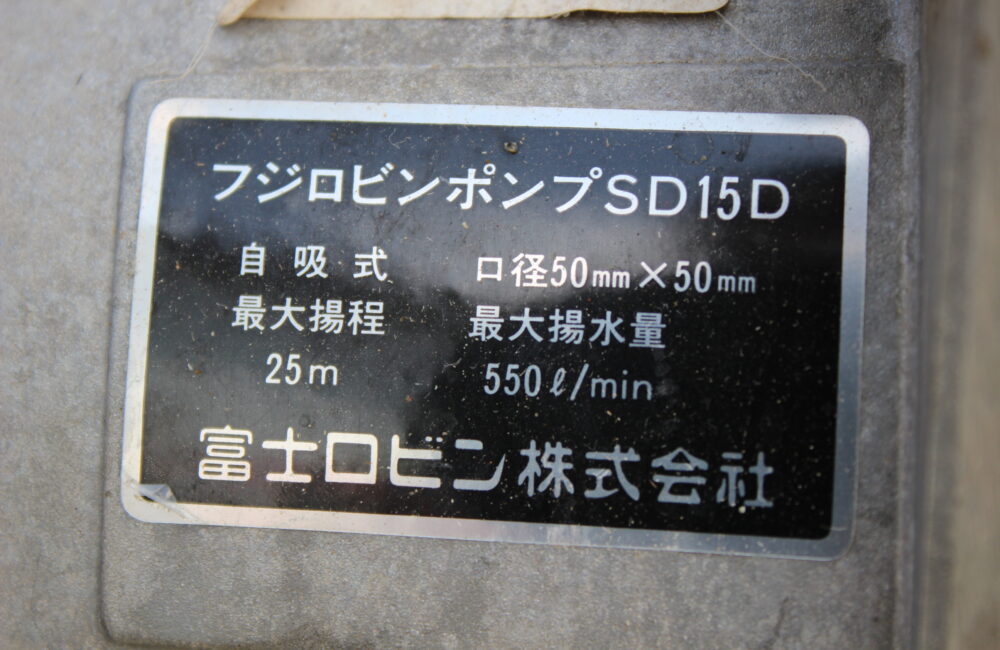 フジロビンポンプSD15D
自吸式 口径50mm×50mm
最大揚程 最大揚水量
25m 550ℓ/min
富士ロビン株式会社